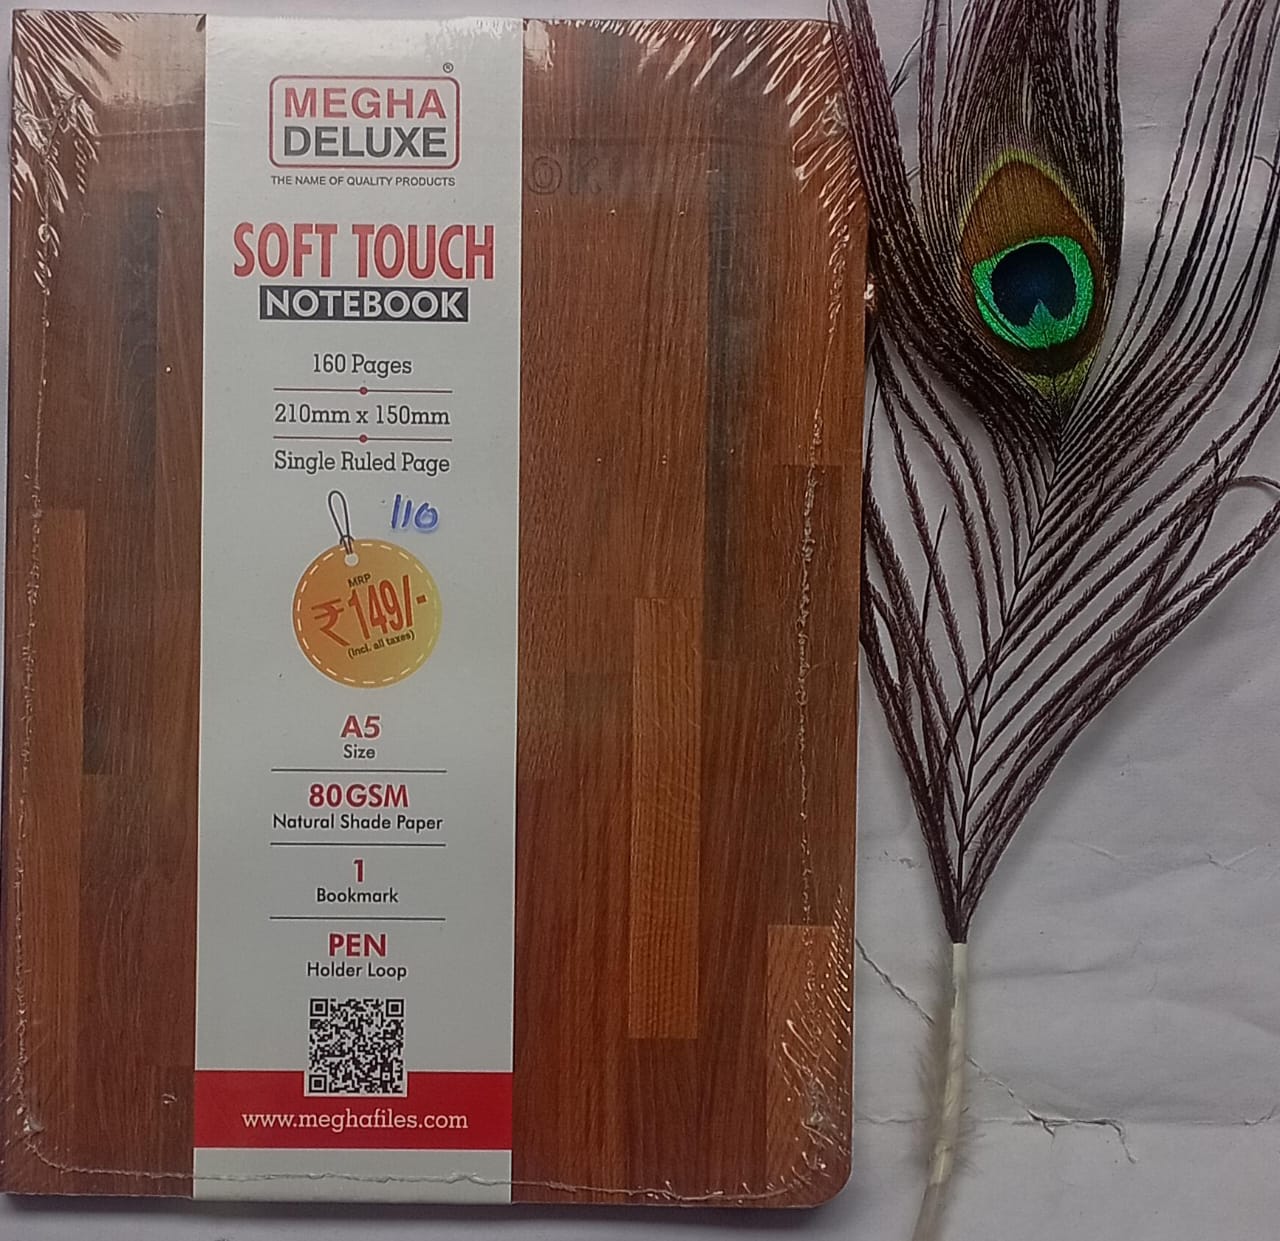 ®
MEGHA
DELUXE
THE NAME OF QUALITY PRODUCTS
SOFT TOUCH
NOTEBOOK
160 Pages
210mm x 150mm
Single Ruled Page
110
MRP
₹149/-
(incl. all taxes)
A5
Size
80GSM
Natural Shade Paper
1
Bookmark
PEN
Holder Loop
www.meghafiles.com